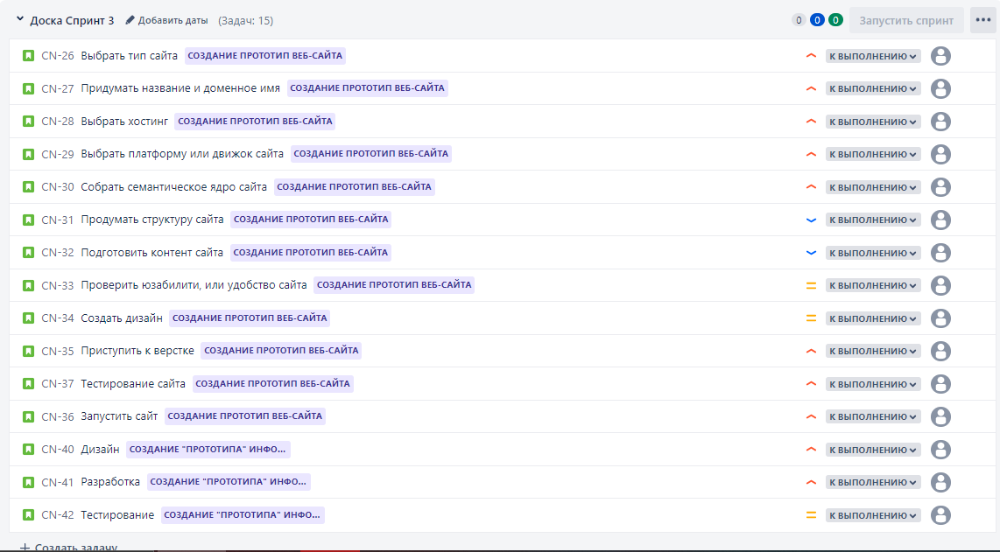 Доска Спринт 3 Добавить даты (Задач: 15) 0 0 0 Запустить спринт
CN-26 Выбрать тип сайта СОЗДАНИЕ ПРОТОТИП ВЕБ-САЙТА К ВЫПОЛНЕНИЮ
CN-27 Придумать название и доменное имя СОЗДАНИЕ ПРОТОТИП ВЕБ-САЙТА К ВЫПОЛНЕНИЮ
CN-28 Выбрать хостинг СОЗДАНИЕ ПРОТОТИП ВЕБ-САЙТА К ВЫПОЛНЕНИЮ
CN-29 Выбрать платформу или движок сайта СОЗДАНИЕ ПРОТОТИП ВЕБ-САЙТА К ВЫПОЛНЕНИЮ
CN-30 Собрать семантическое ядро сайта СОЗДАНИЕ ПРОТОТИП ВЕБ-САЙТА К ВЫПОЛНЕНИЮ
CN-31 Продумать структуру сайта СОЗДАНИЕ ПРОТОТИП ВЕБ-САЙТА К ВЫПОЛНЕНИЮ
CN-32 Подготовить контент сайта СОЗДАНИЕ ПРОТОТИП ВЕБ-САЙТА К ВЫПОЛНЕНИЮ
CN-33 Проверить юзабилити, или удобство сайта СОЗДАНИЕ ПРОТОТИП ВЕБ-САЙТА К ВЫПОЛНЕНИЮ
CN-34 Создать дизайн СОЗДАНИЕ ПРОТОТИП ВЕБ-САЙТА К ВЫПОЛНЕНИЮ
CN-35 Приступить к верстке СОЗДАНИЕ ПРОТОТИП ВЕБ-САЙТА К ВЫПОЛНЕНИЮ
CN-37 Тестирование сайта СОЗДАНИЕ ПРОТОТИП ВЕБ-САЙТА К ВЫПОЛНЕНИЮ
CN-36 Запустить сайт СОЗДАНИЕ ПРОТОТИП ВЕБ-САЙТА К ВЫПОЛНЕНИЮ
CN-40 Дизайн СОЗДАНИЕ "ПРОТОТИПА" ИНФО... К ВЫПОЛНЕНИЮ
CN-41 Разработка СОЗДАНИЕ "ПРОТОТИПА" ИНФО... К ВЫПОЛНЕНИЮ
CN-42 Тестирование СОЗДАНИЕ "ПРОТОТИПА" ИНФО... К ВЫПОЛНЕНИЮ
+ Создать задачу